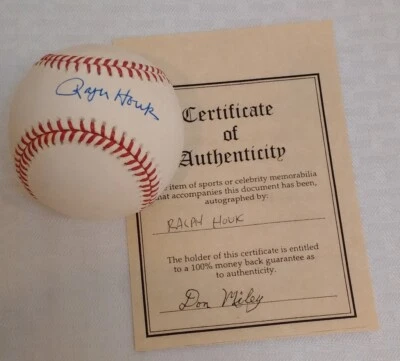 Ralph Houk
Certificate
of
Authenticity
item of sports or celebrity memorabilia
that accompanies this document has been,
autographed by:
RALPH HOUK
The holder of this certificate is entitled
to a 100% money back guarantee as
to authenticity.
Don Miley